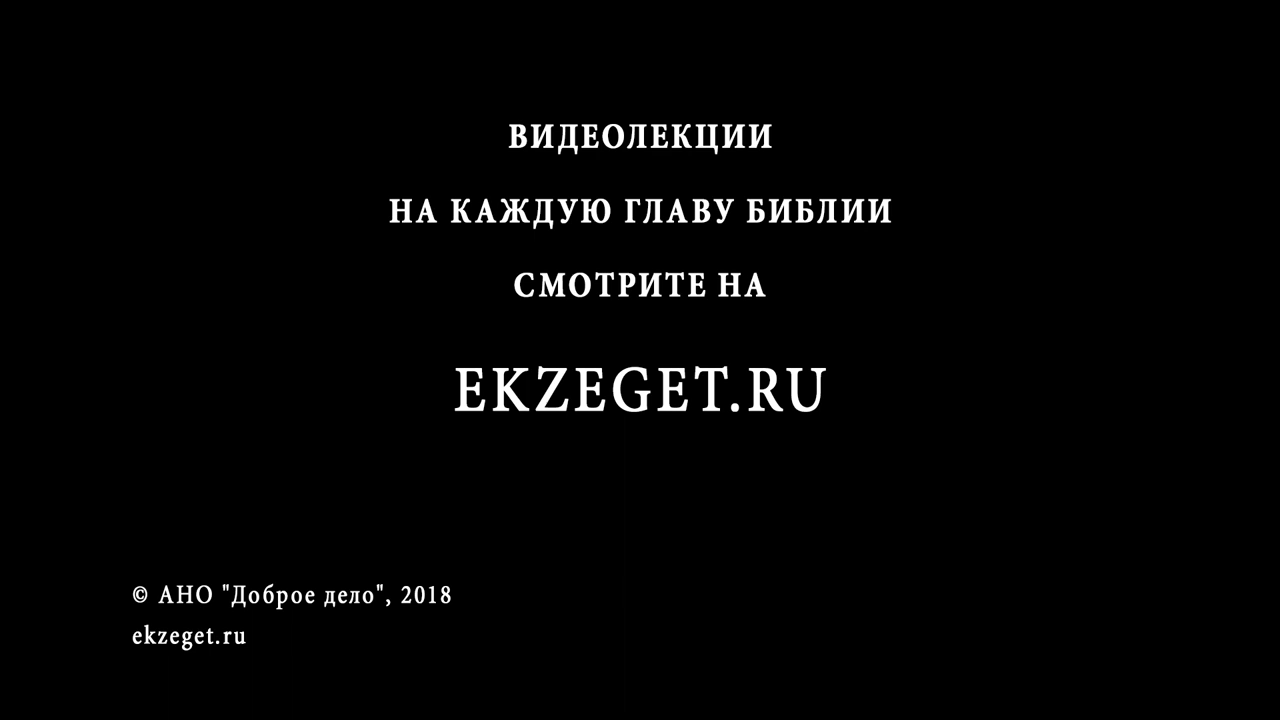 ВИДЕОЛЕКЦИИ
НА КАЖДУЮ ГЛАВУ БИБЛИИ
СМОТРИТЕ НА
EKZEGET.RU
© АНО "Доброе дело", 2018
ekzeget.ru